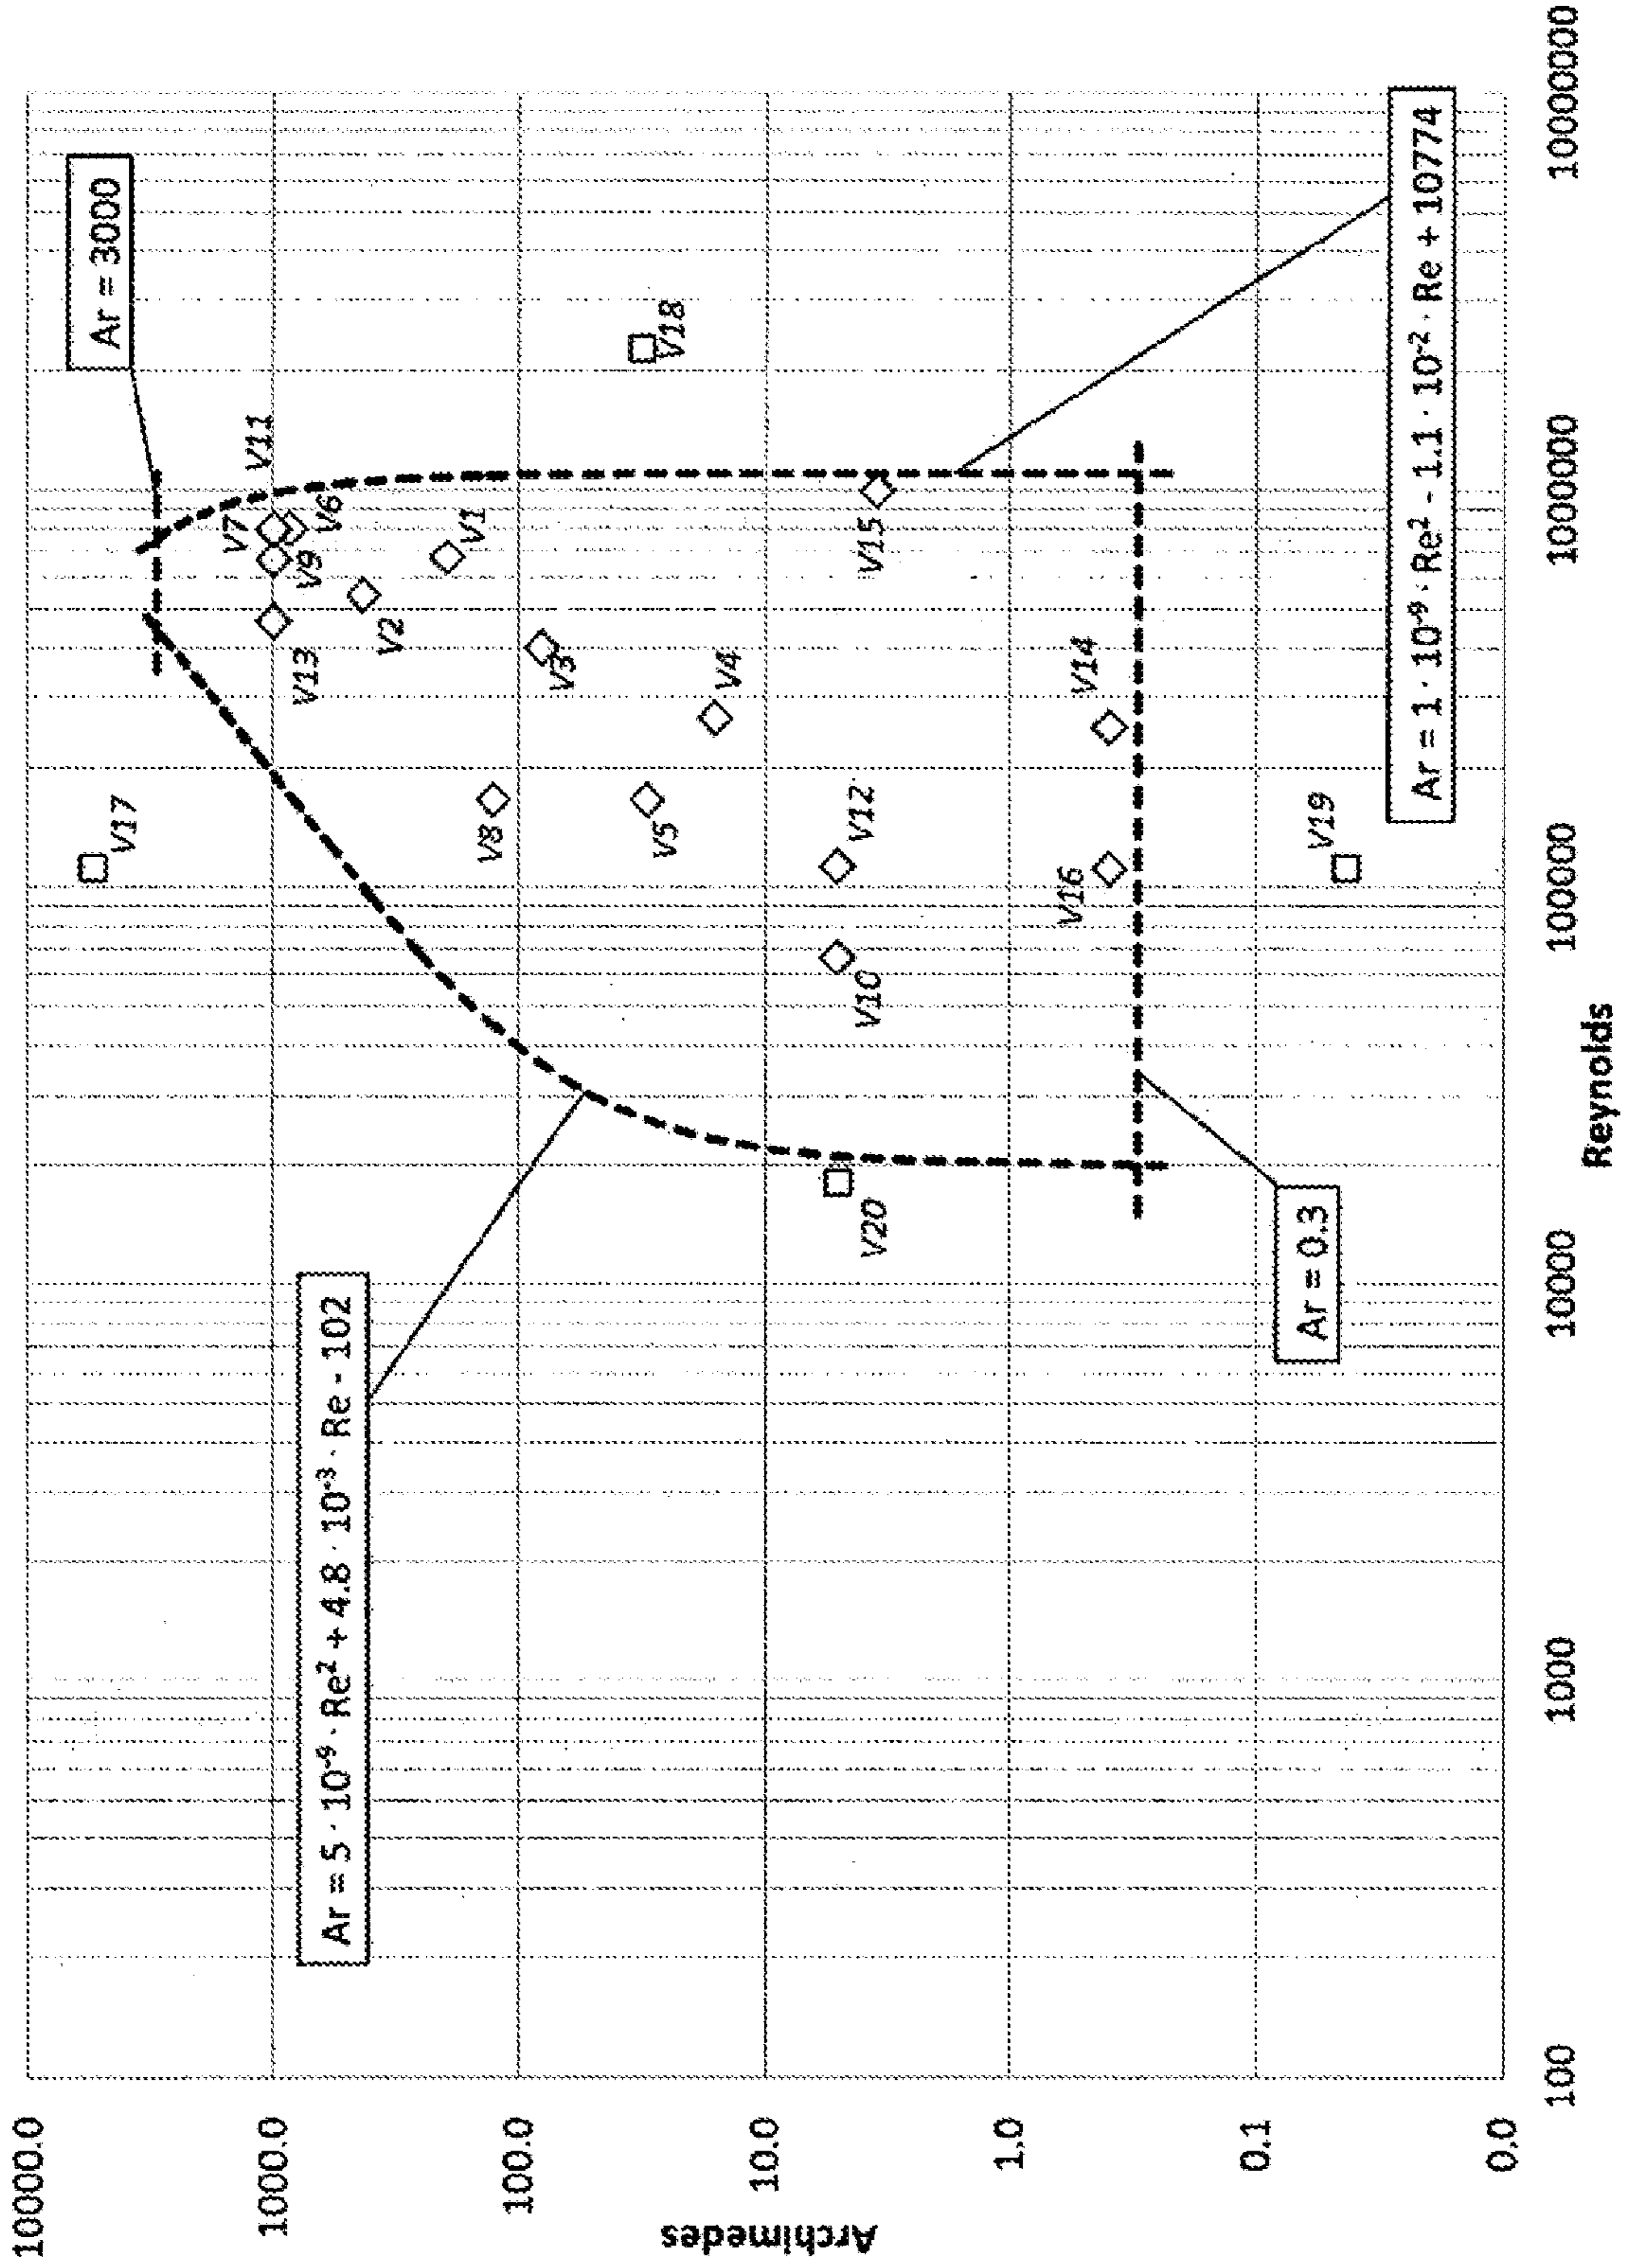 10000.0
1000.0
100.0
10.0
1.0
0.1
0.0
Archimedes
100
1000
10000
100000
1000000
10000000
Reynolds
Ar = 3000
Ar = 5 · 10⁻⁹ · Re² + 4.8 · 10⁻³ · Re - 102
Ar = 0.3
Ar = 1 · 10⁻⁹ · Re² - 1.1 · 10⁻² · Re + 10774
V17
V7
V11
V13
V9
V6
V2
V1
V8
V3
V5
V18
V4
V10
V12
V15
V20
V16
V14
V19